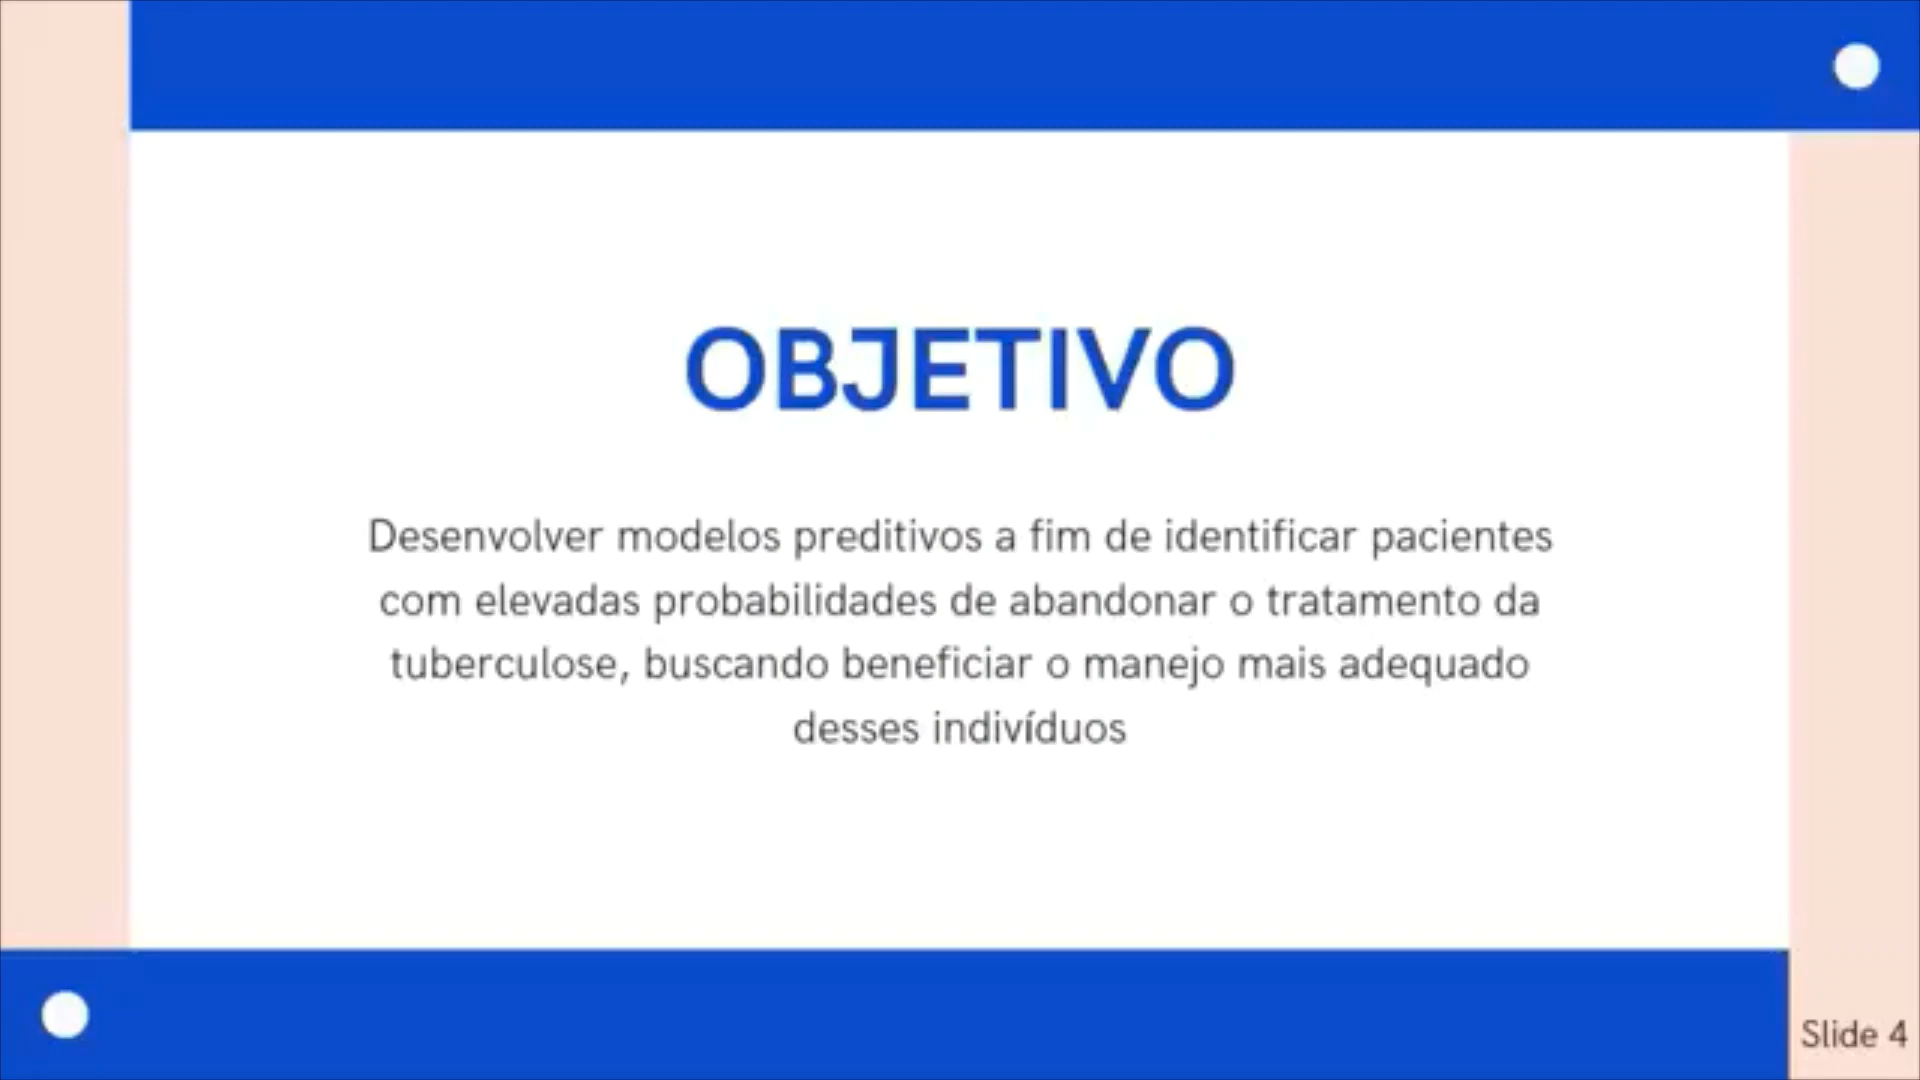 OBJETIVO
Desenvolver modelos preditivos a fim de identificar pacientes
com elevadas probabilidades de abandonar o tratamento da
tuberculose, buscando beneficiar o manejo mais adequado
desses indivíduos
Slide 4